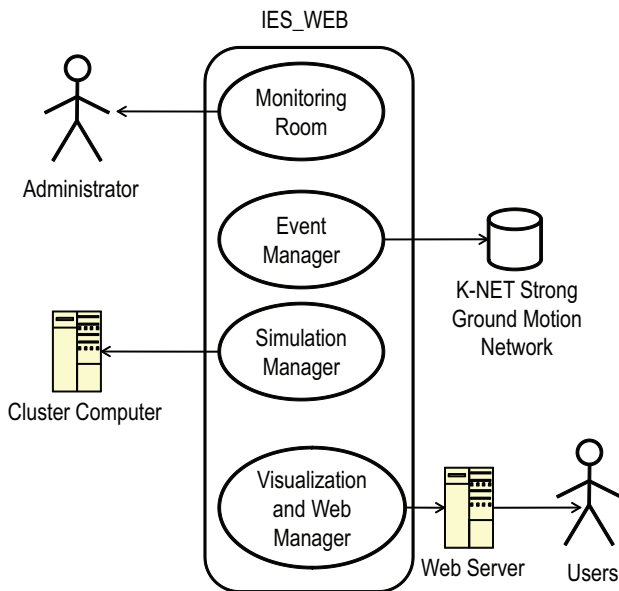 IES_WEB
Monitoring
Room
Administrator
Event
Manager
K-NET Strong
Ground Motion
Network
Simulation
Manager
Cluster Computer
Visualization
and Web
Manager
Web Server
Users